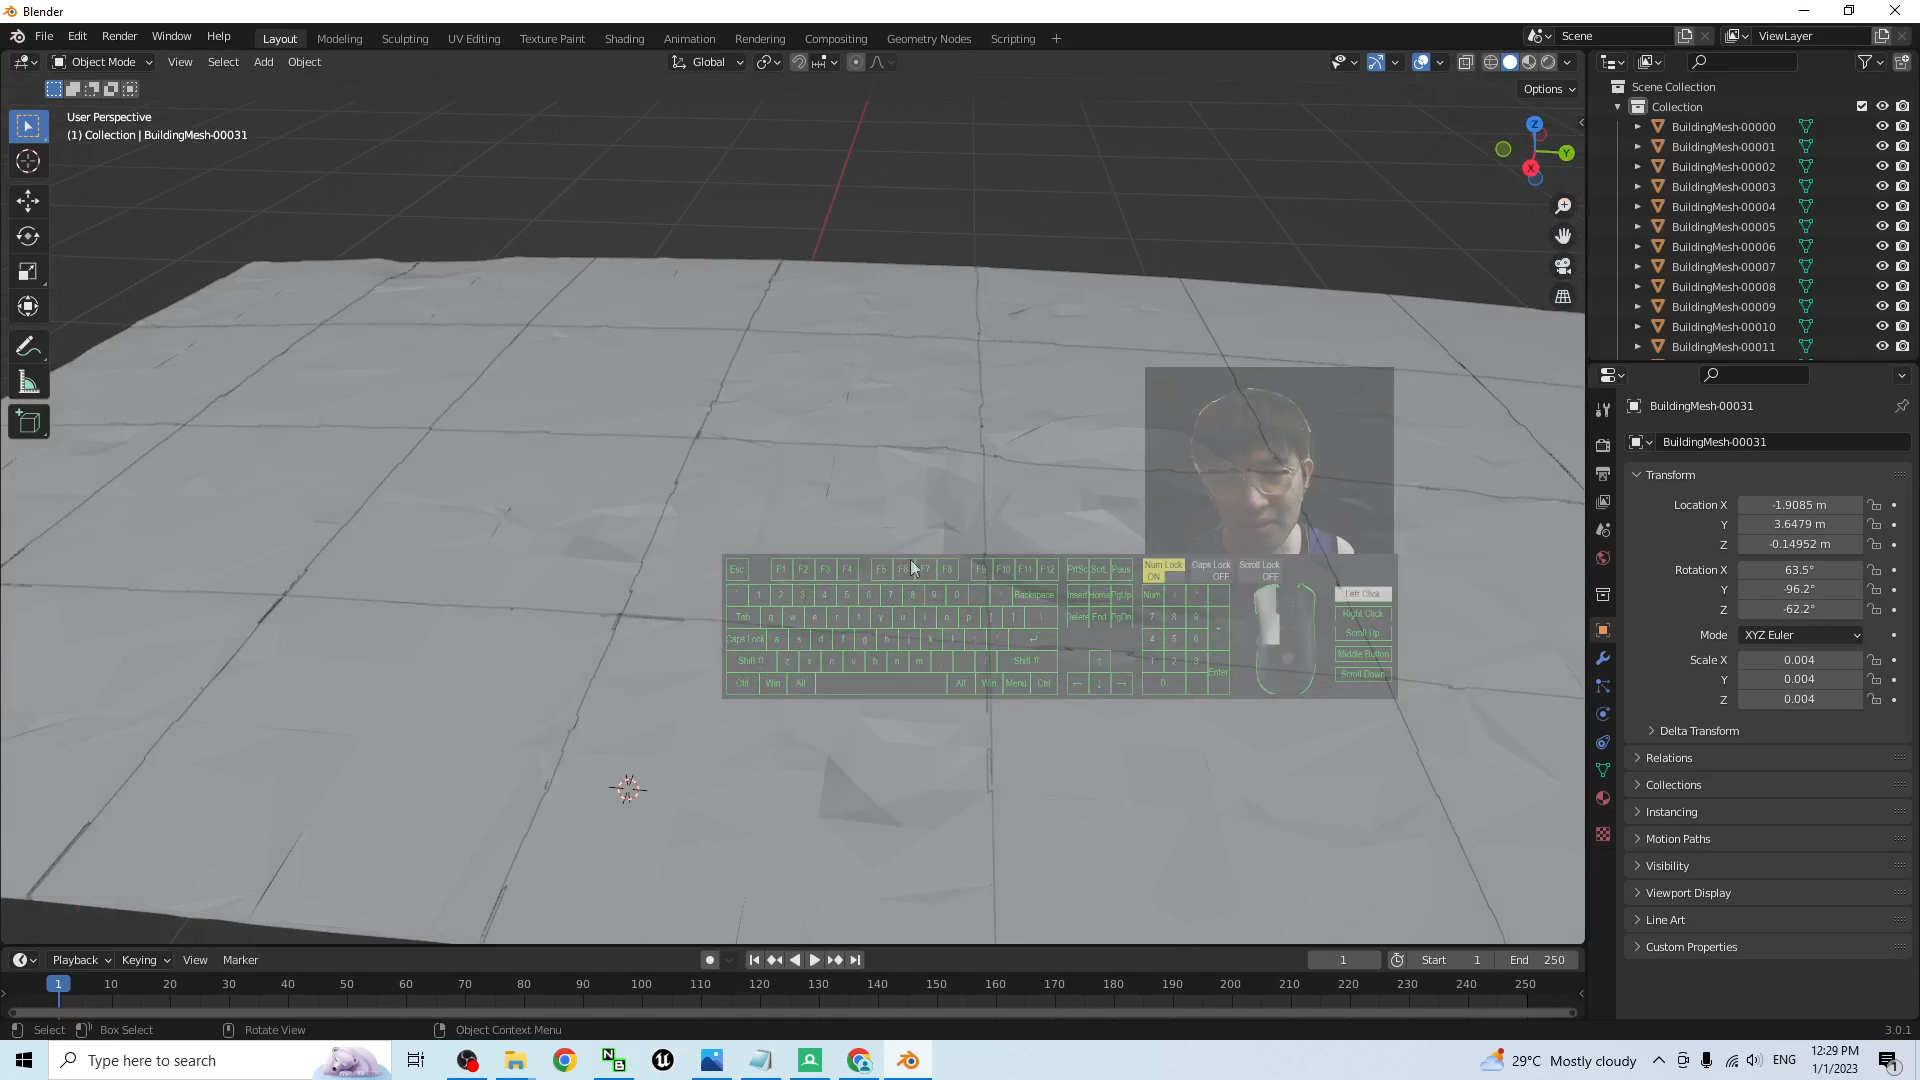 Blender
File Edit Render Window Help
Layout Modeling Sculpting UV Editing Texture Paint Shading Animation Rendering Compositing Geometry Nodes Scripting +
Scene
ViewLayer
Object Mode View Select Add Object
Global
Options
User Perspective
(1) Collection | BuildingMesh-00031
Z
Y
X
Scene Collection
Collection
BuildingMesh-00000
BuildingMesh-00001
BuildingMesh-00002
BuildingMesh-00003
BuildingMesh-00004
BuildingMesh-00005
BuildingMesh-00006
BuildingMesh-00007
BuildingMesh-00008
BuildingMesh-00009
BuildingMesh-00010
BuildingMesh-00011
BuildingMesh-00031
BuildingMesh-00031
Transform
Location X -1.9085 m
Y 3.6479 m
Z -0.14952 m
Rotation X 63.5°
Y -96.2°
Z -62.2°
Mode XYZ Euler
Scale X 0.004
Y 0.004
Z 0.004
Delta Transform
Relations
Collections
Instancing
Motion Paths
Visibility
Viewport Display
Line Art
Custom Properties
Esc F1 F2 F3 F4 F5 F6 F7 F8 F9 F10 F11 F12 PrtSc ScrL Paus Num Lock Caps Lock Scroll Lock
ON OFF OFF
1 2 3 4 5 6 7 8 9 0 Backspace Insert Home PgUp Num / * Left Click
Tab q w e r t y u i o p [ ] \ Delete End PgDn 7 8 9 Right Click
Caps Lock a s d f g h j k l ; ' 4 5 6 Scroll Up
Shift z x c v b n m Shift 1 2 3 Enter Middle Button
Ctrl Win Alt Alt Win Menu Ctrl ← ↓ → 0 Scroll Down
Playback Keying View Marker
1 Start 1 End 250
1 10 20 30 40 50 60 70 80 90 100 110 120 130 140 150 160 170 180 190 200 210 220 230 240 250
Select Box Select Rotate View Object Context Menu 3.0.1
Type here to search
29°C Mostly cloudy ENG
12:29 PM
1/1/2023